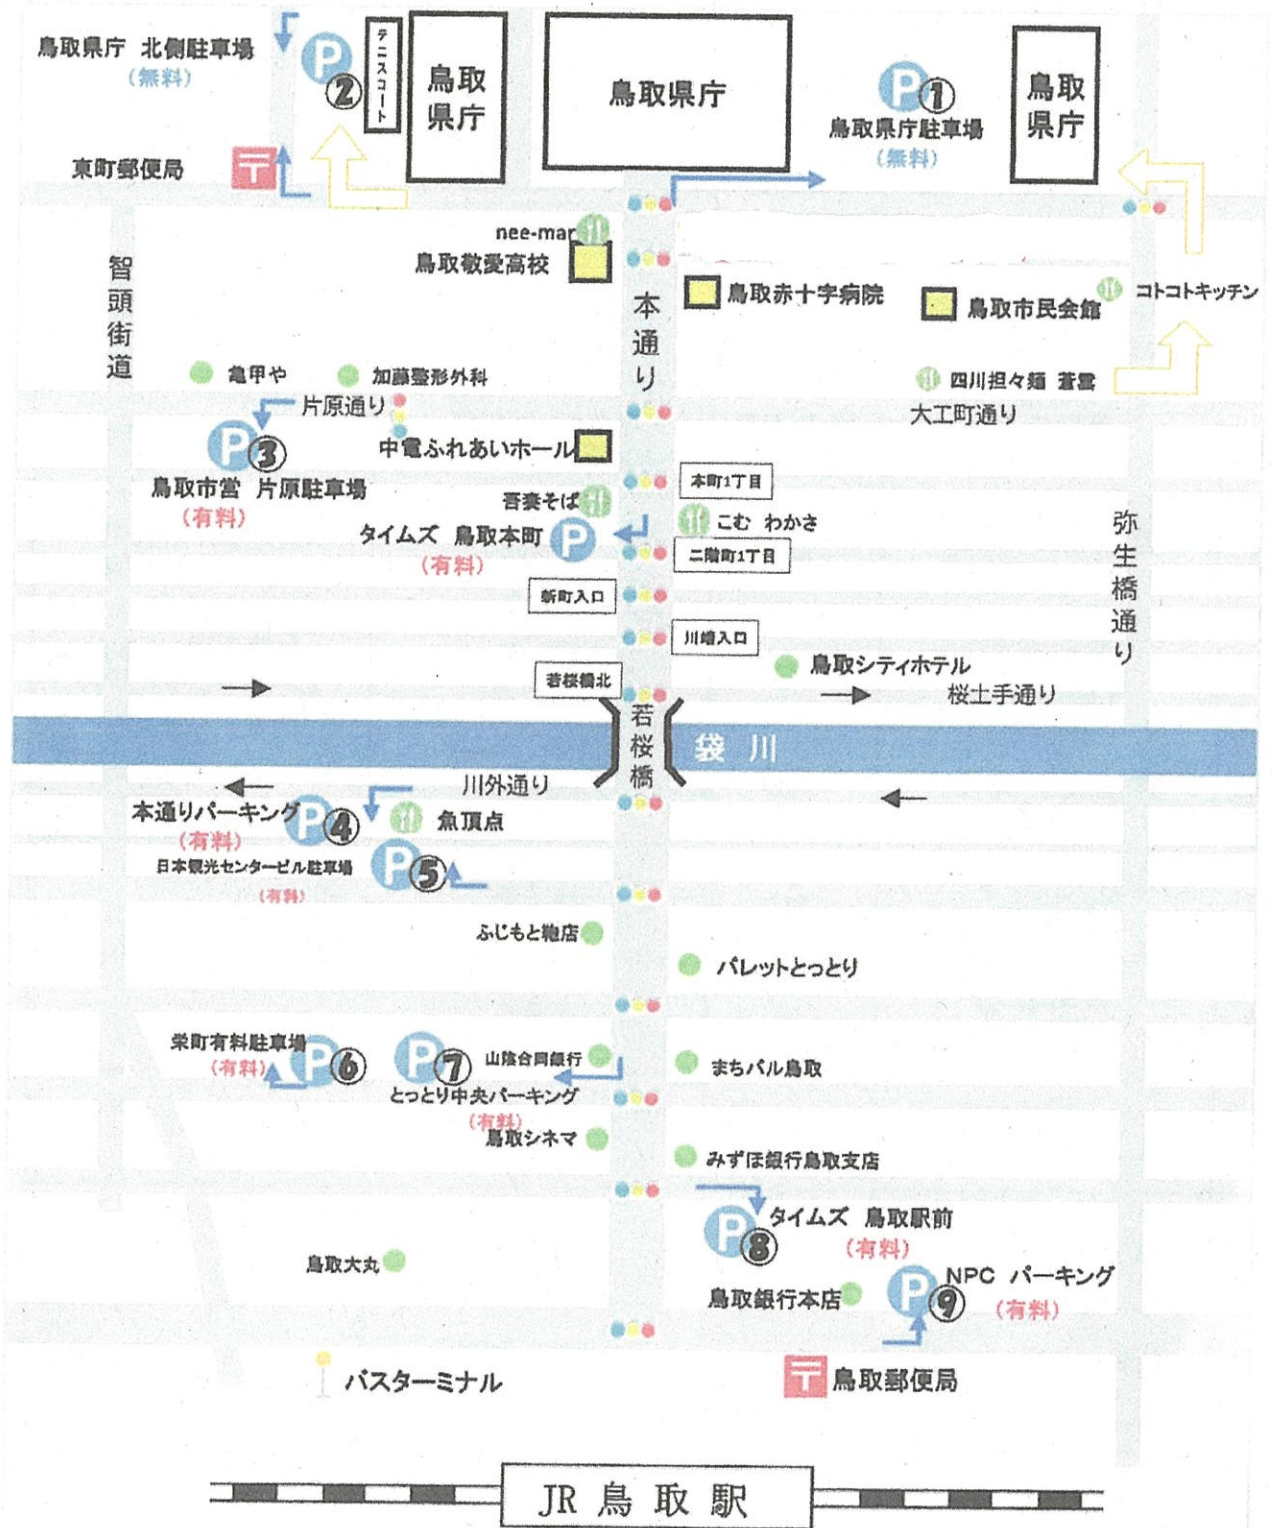 鳥取県庁 北側駐車場
(無料)
P
②
テニスコート
鳥取
県庁
鳥取県庁
P
①
鳥取県庁駐車場
(無料)
鳥取
県庁
東町郵便局
〒
nee-mar
鳥取敬愛高校
智頭街道
本通り
鳥取赤十字病院
鳥取市民会館
コトコトキッチン
亀甲や
加藤整形外科
四川担々麺 蒼雲
片原通り
大工町通り
P
③
中電ふれあいホール
鳥取市営 片原駐車場
(有料)
本町1丁目
吾妻そば
こむ わかさ
タイムズ 鳥取本町
P
(有料)
二階町1丁目
弥生橋通り
新町入口
川端入口
鳥取シティホテル
若桜橋北
桜土手通り
若桜橋
袋川
川外通り
本通りパーキング
(有料)
P
④
魚頂点
日本観光センタービル駐車場
(有料)
P
⑤
ふじもと鞄店
パレットとっとり
栄町有料駐車場
(有料)
P
⑥
P
⑦
山陰合同銀行
まちパル鳥取
とっとり中央パーキング
(有料)
鳥取シネマ
みずほ銀行鳥取支店
P
⑧
タイムズ 鳥取駅前
(有料)
鳥取大丸
鳥取銀行本店
P
⑨
NPC パーキング
(有料)
バスターミナル
〒
鳥取郵便局
JR 鳥取駅